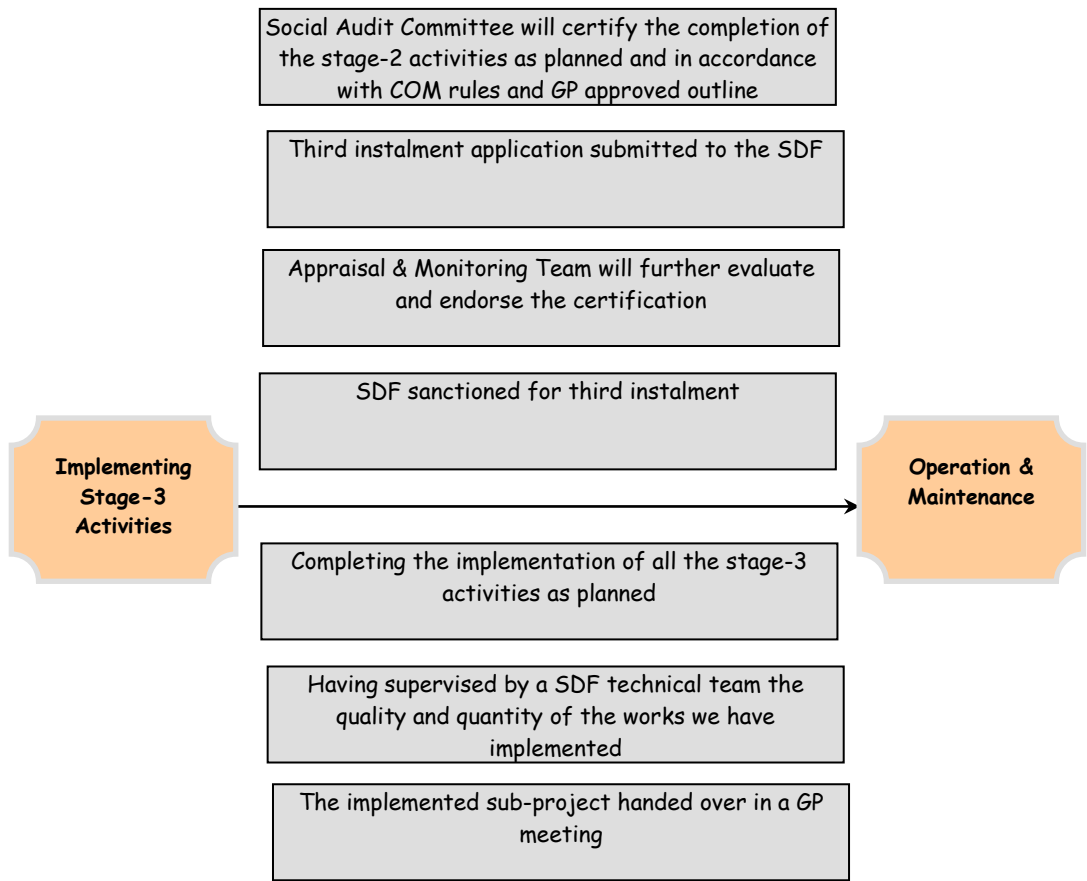 Social Audit Committee will certify the completion of
the stage-2 activities as planned and in accordance
with COM rules and GP approved outline
Third instalment application submitted to the SDF
Appraisal & Monitoring Team will further evaluate
and endorse the certification
SDF sanctioned for third instalment
Implementing
Stage-3
Activities
Operation &
Maintenance
Completing the implementation of all the stage-3
activities as planned
Having supervised by a SDF technical team the
quality and quantity of the works we have
implemented
The implemented sub-project handed over in a GP
meeting